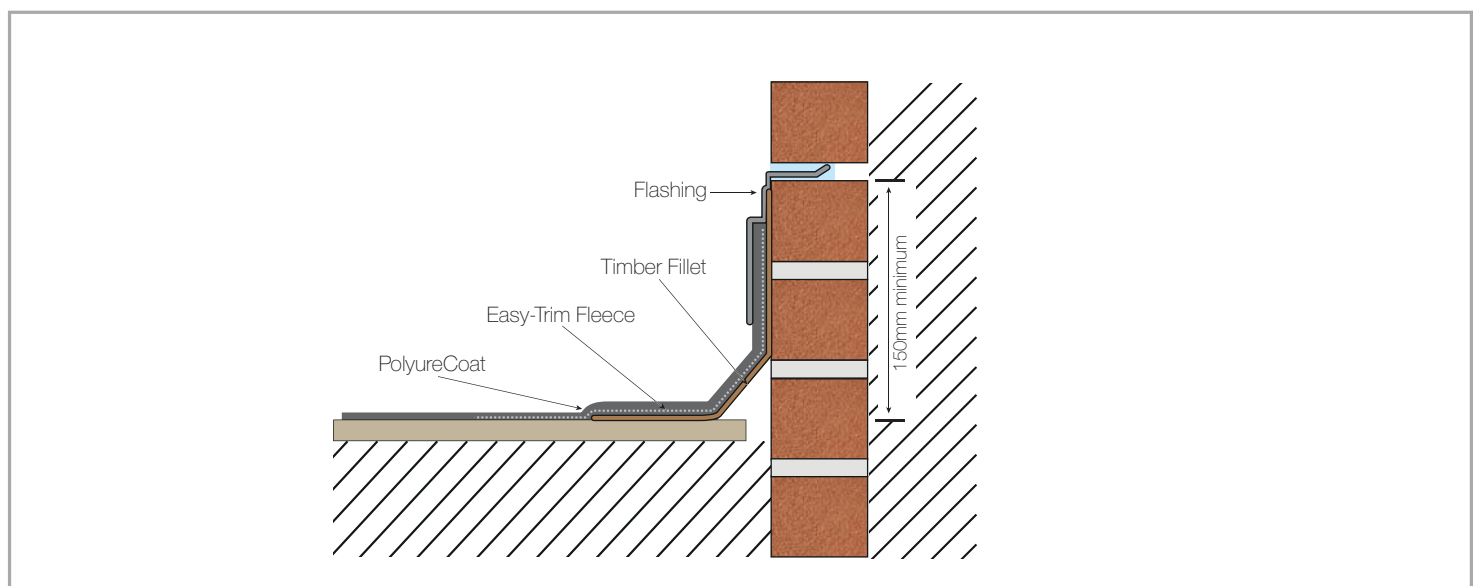 Flashing
Timber Fillet
Easy-Trim Fleece
PolyureCoat
150mm minimum